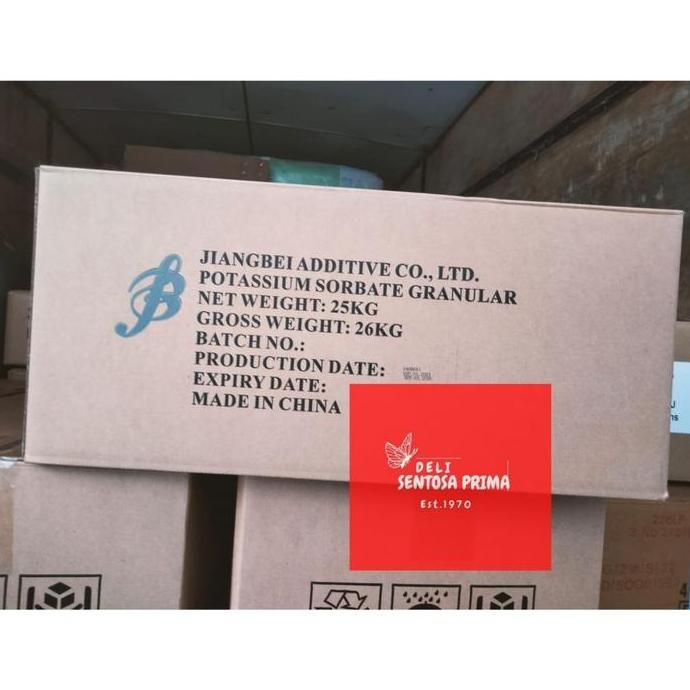 JIANGBEI ADDITIVE CO., LTD.
POTASSIUM SORBATE GRANULAR
NET WEIGHT: 25KG
GROSS WEIGHT: 26KG
BATCH NO.:
PRODUCTION DATE:
EXPIRY DATE:
MADE IN CHINA
DELI
SENTOSA PRIMA
Est.1970